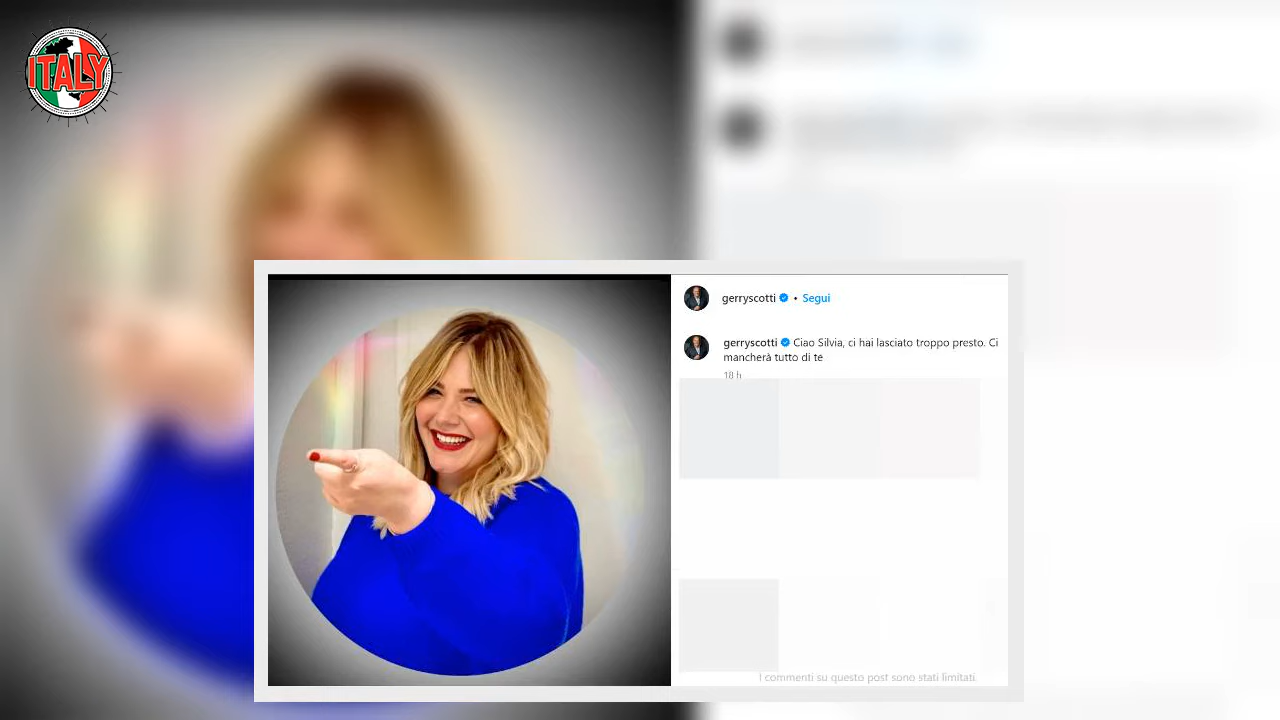 ITALY
gerryscotti • Segui
gerryscotti Ciao Silvia, ci hai lasciato troppo presto. Ci
mancherà tutto di te
18 h
I commenti su questo post sono stati limitati.